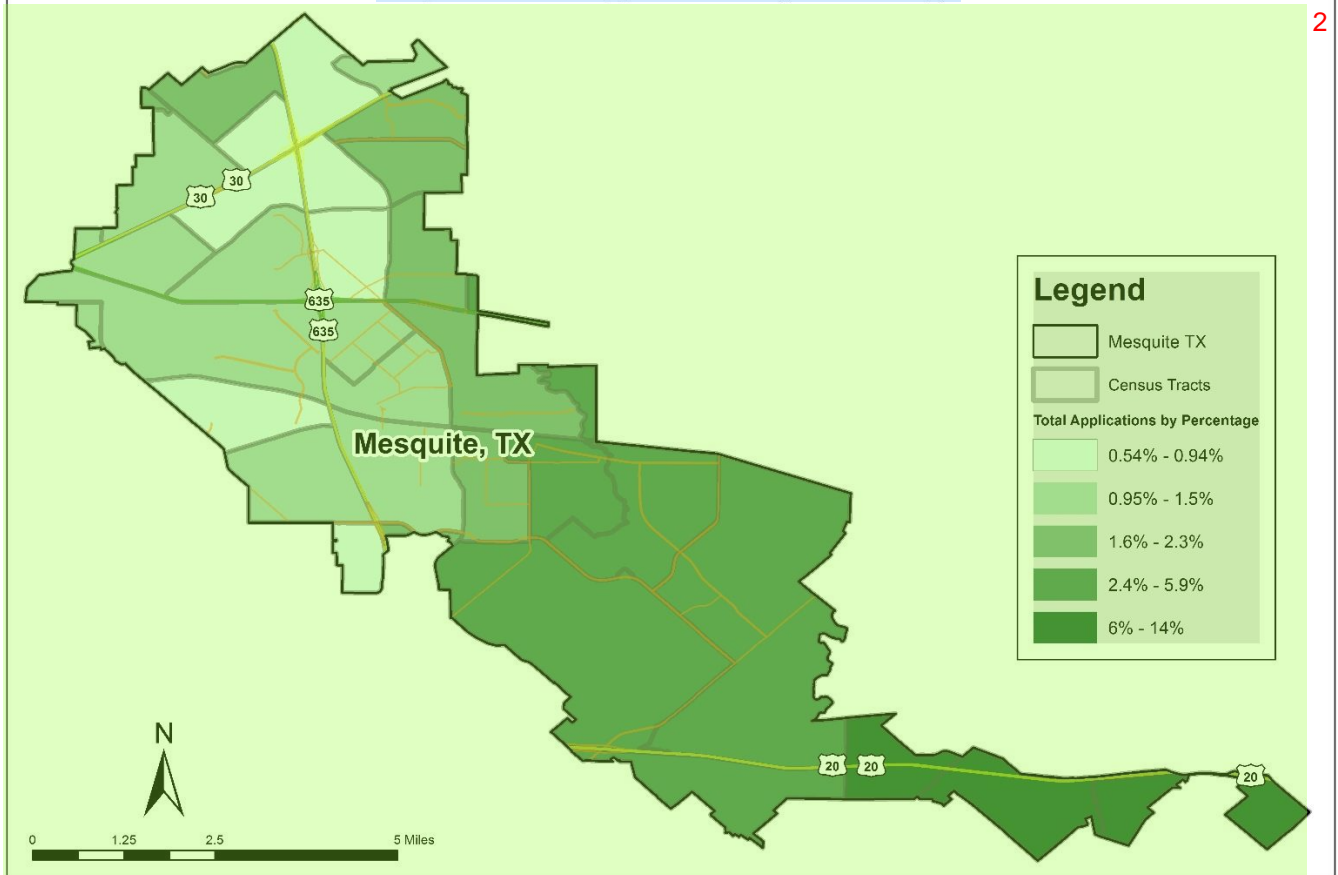 2
30
30
635
635
Mesquite, TX
Legend
Mesquite TX
Census Tracts
Total Applications by Percentage
0.54% - 0.94%
0.95% - 1.5%
1.6% - 2.3%
2.4% - 5.9%
6% - 14%
N
20
20
20
0 1.25 2.5 5 Miles